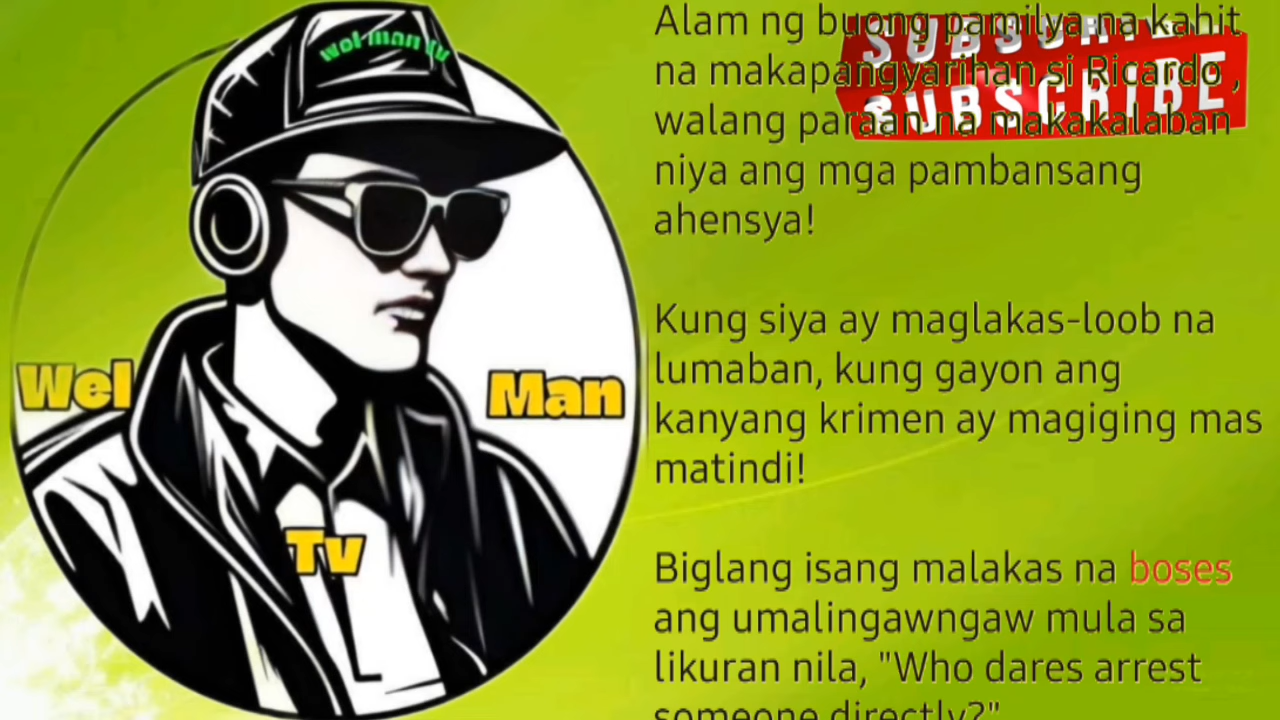 wel man tv
Wel
Man
Tv
SUBSCRIBE
Alam ng buong pamilya na kahit
na makapangyarihan si Ricardo ,
walang paraan na makakalaban
niya ang mga pambansang
ahensya!
Kung siya ay maglakas-loob na
lumaban, kung gayon ang
kanyang krimen ay magiging mas
matindi!
Biglang isang malakas na boses
ang umalingawngaw mula sa
likuran nila, "Who dares arrest
someone directly?"